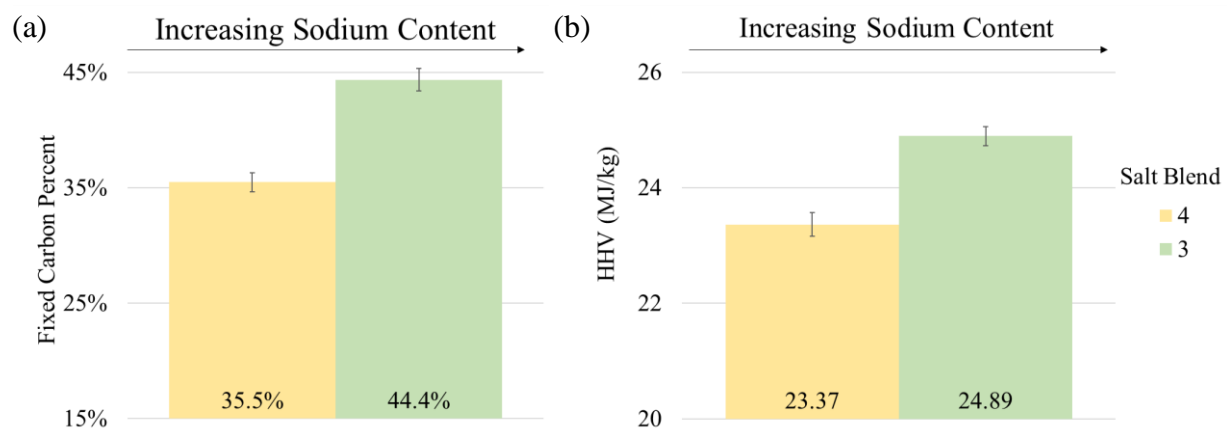 (a)
Increasing Sodium Content
45%
35%
25%
15%
Fixed Carbon Percent
35.5%
44.4%
(b)
Increasing Sodium Content
26
24
22
20
HHV (MJ/kg)
23.37
24.89
Salt Blend
4
3